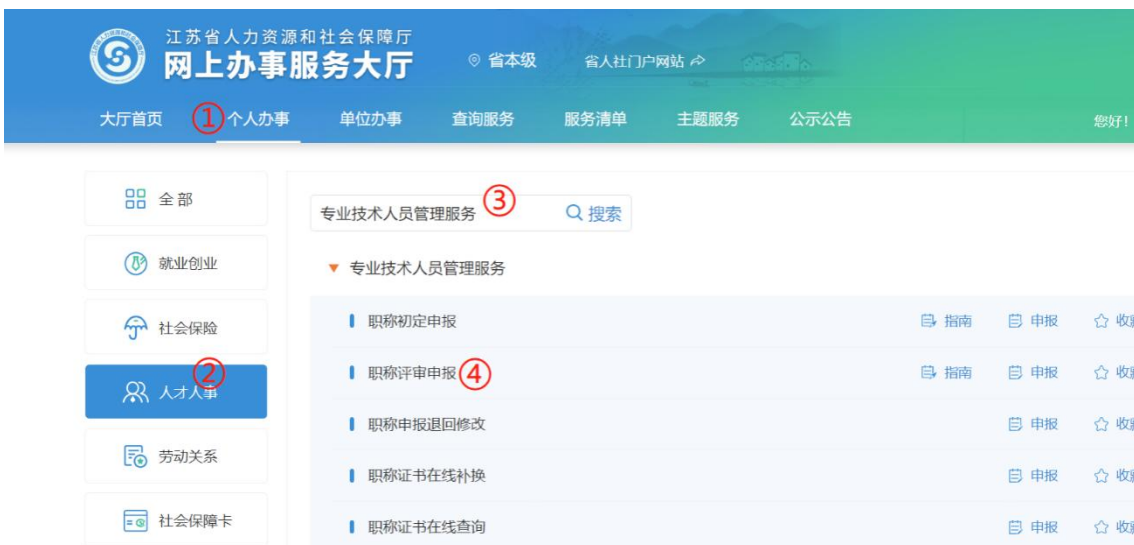 江苏省人力资源和社会保障厅
网上办事服务大厅
省本级
省人社门户网站
大厅首页 ① 个人办事 单位办事 查询服务 服务清单 主题服务 公示公告 您好!
全部
就业创业
社会保险
② 人才人事
劳动关系
社会保障卡
专业技术人员管理服务 ③ 搜索
专业技术人员管理服务
职称初定申报 指南 申报 收
职称评审申报 ④ 指南 申报 收
职称申报退回修改 申报 收
职称证书在线补换 申报 收
职称证书在线查询 申报 收